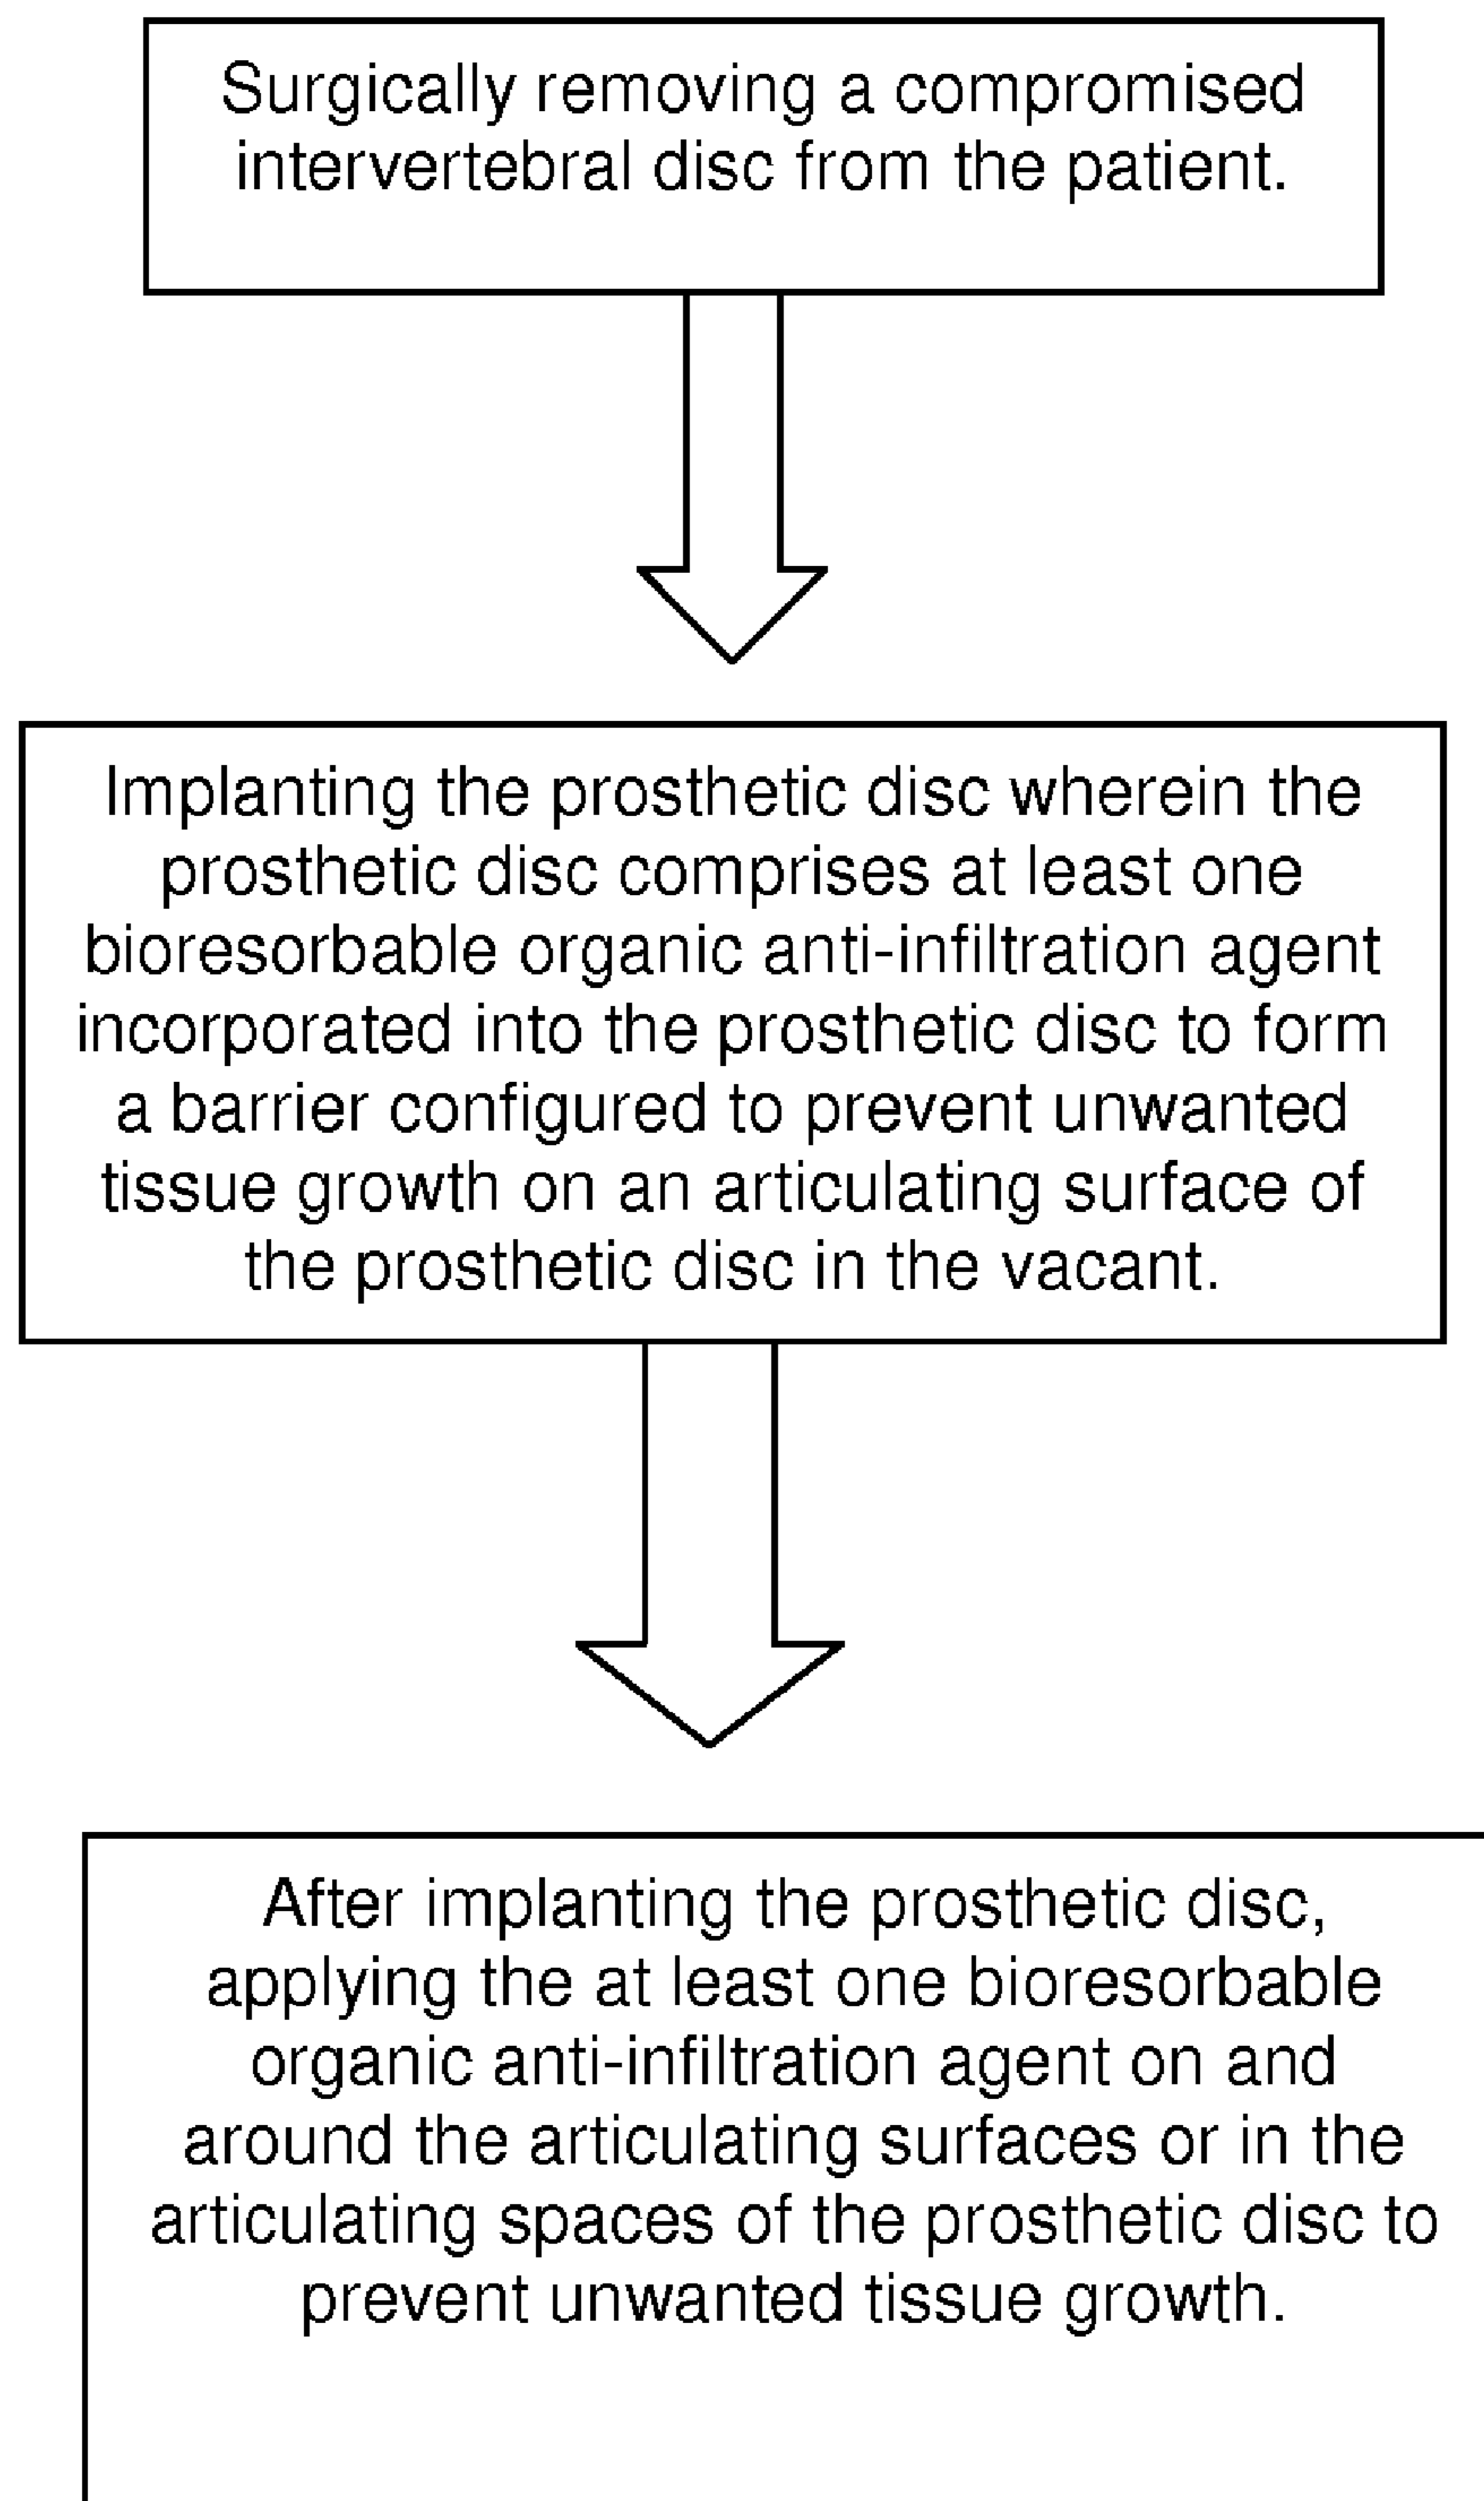 Surgically removing a compromised
intervertebral disc from the patient.
Implanting the prosthetic disc wherein the
prosthetic disc comprises at least one
bioresorbable organic anti-infiltration agent
incorporated into the prosthetic disc to form
a barrier configured to prevent unwanted
tissue growth on an articulating surface of
the prosthetic disc in the vacant.
After implanting the prosthetic disc,
applying the at least one bioresorbable
organic anti-infiltration agent on and
around the articulating surfaces or in the
articulating spaces of the prosthetic disc to
prevent unwanted tissue growth.